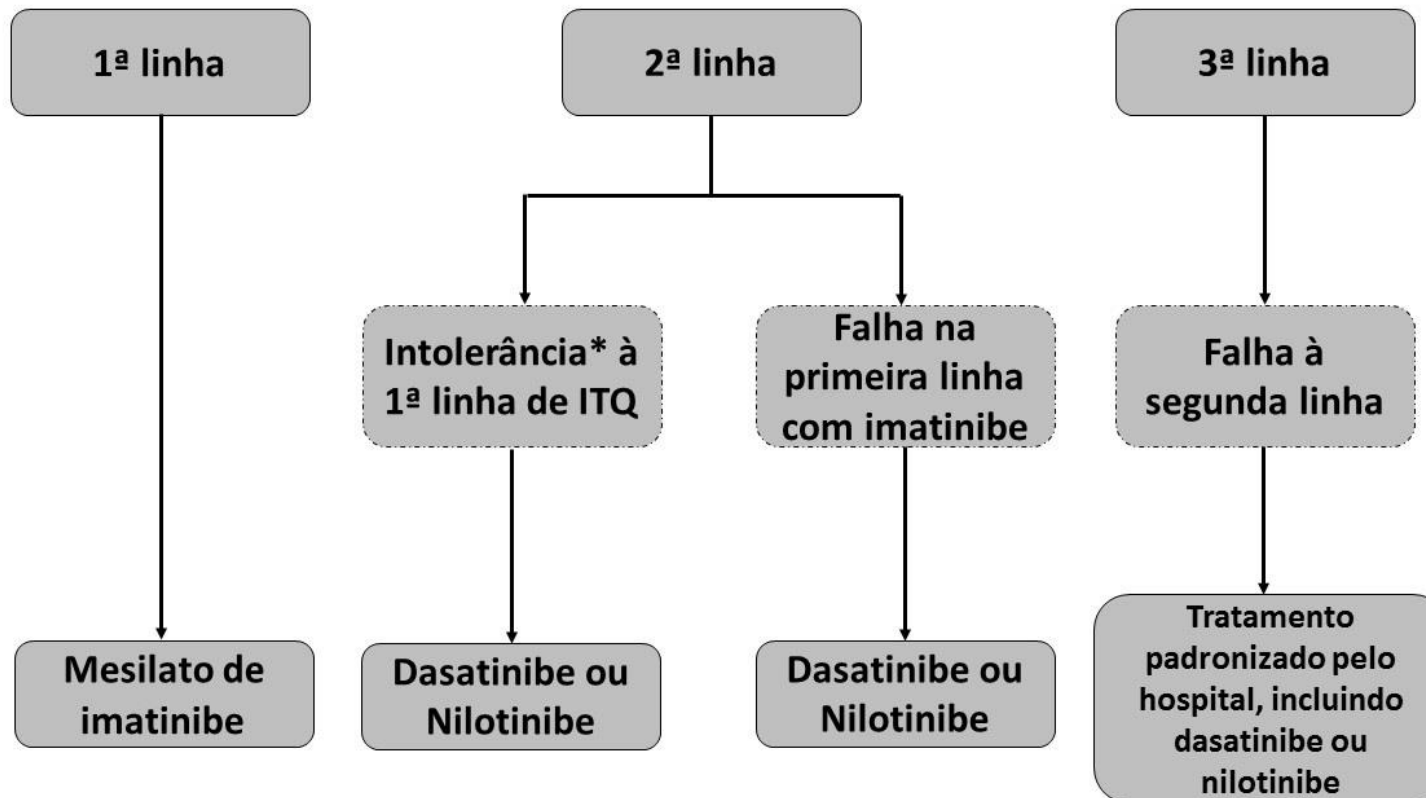 1ª linha
2ª linha
3ª linha
Intolerância* à
1ª linha de ITQ
Falha na
primeira linha
com imatinibe
Falha à
segunda linha
Mesilato de
imatinibe
Dasatinibe ou
Nilotinibe
Dasatinibe ou
Nilotinibe
Tratamento
padronizado pelo
hospital, incluindo
dasatinibe ou
nilotinibe